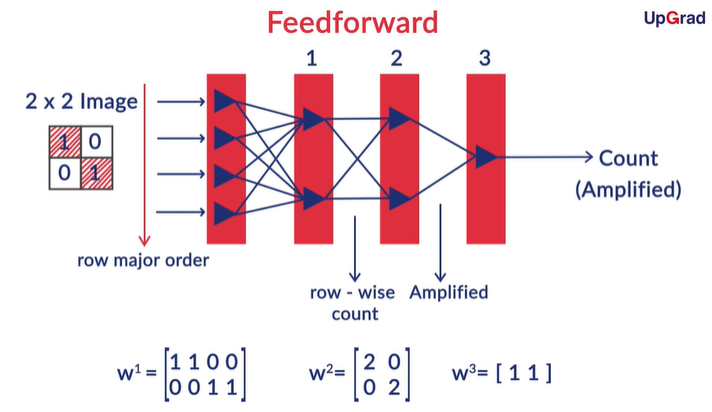 Feedforward
UpGrad
1 2 3
2 x 2 Image
1 0
0 1
Count
(Amplified)
row major order
row - wise
count
Amplified
w¹ = [1 1 0 0
0 0 1 1]
w²= [2 0
0 2]
w³= [ 1 1 ]